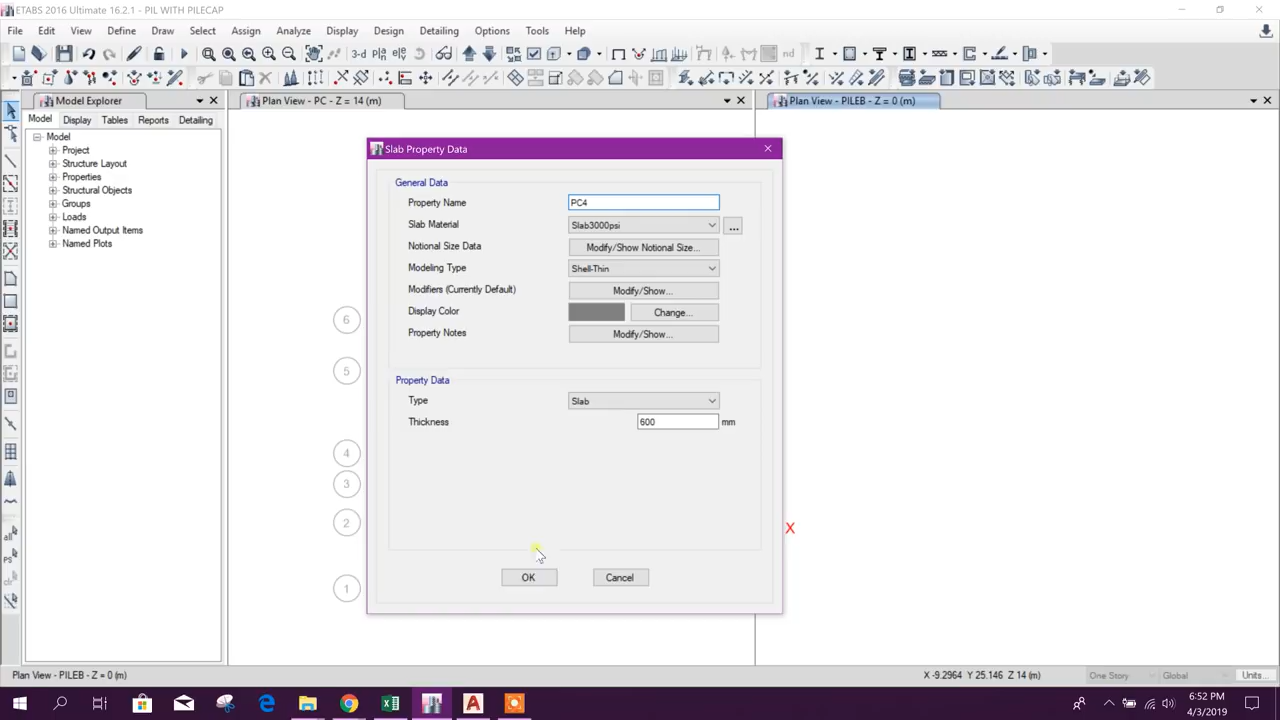 ETABS 2016 Ultimate 16.2.1 - PIL WITH PILECAP
File Edit View Define Draw Select Assign Analyze Display Design Detailing Options Tools Help
3-d
nd
Model Explorer
Plan View - PC - Z = 14 (m)
Plan View - PILEB - Z = 0 (m)
Model Display Tables Reports Detailing
Model
Project
Structure Layout
Properties
Structural Objects
Groups
Loads
Named Output Items
Named Plots
Slab Property Data
General Data
Property Name PC4
Slab Material Slab3000psi ...
Notional Size Data Modify/Show Notional Size...
Modeling Type Shell-Thin
Modifiers (Currently Default) Modify/Show...
Display Color Change...
Property Notes Modify/Show...
Property Data
Type Slab
Thickness 600 mm
OK Cancel
6
5
4
3
2
1
X
all
PS
clr
Plan View - PILEB - Z = 0 (m)
X -9.2964 Y 25.146 Z 14 (m)
One Story
Global
Units...
6:52 PM
4/3/2019